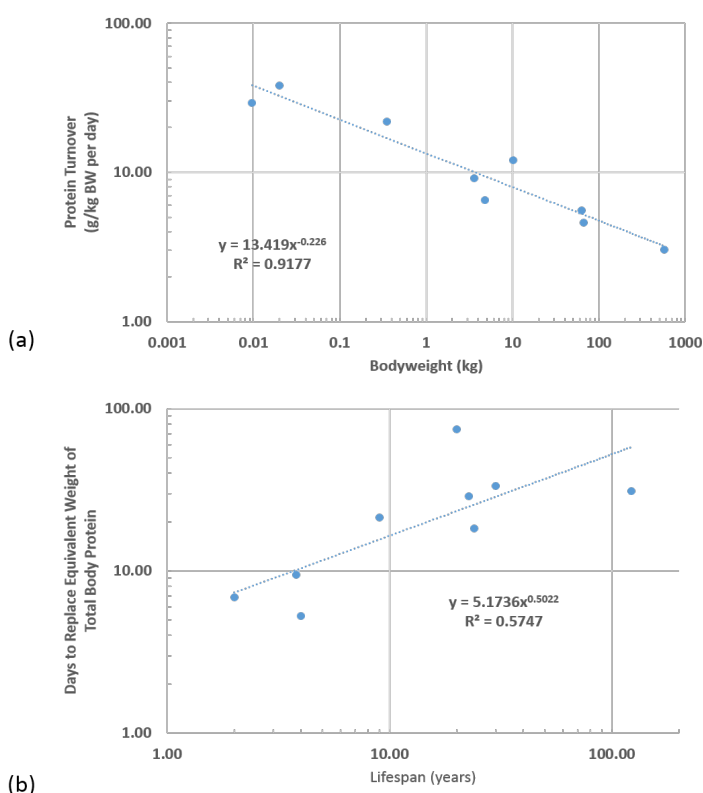 100.00
10.00
1.00
Protein Turnover
(g/kg BW per day)
y = 13.419x^-0.226
R² = 0.9177
0.001 0.01 0.1 1 10 100 1000
Bodyweight (kg)
(a)
100.00
10.00
1.00
Days to Replace Equivalent Weight of
Total Body Protein
y = 5.1736x^0.5022
R² = 0.5747
1.00 10.00 100.00
Lifespan (years)
(b)